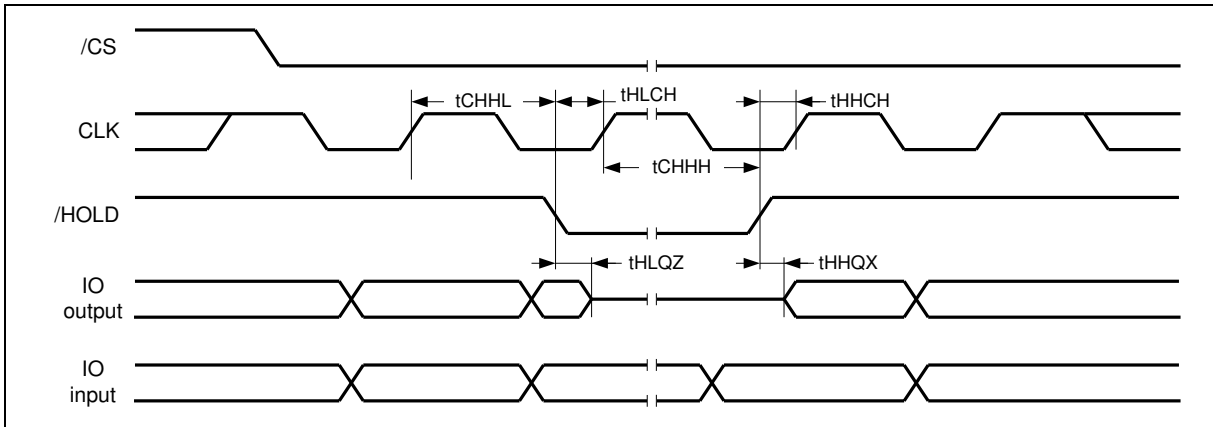 /CS
tCHHL
tHLCH
tHHCH
CLK
tCHHH
/HOLD
tHLQZ
tHHQX
IO
output
IO
input